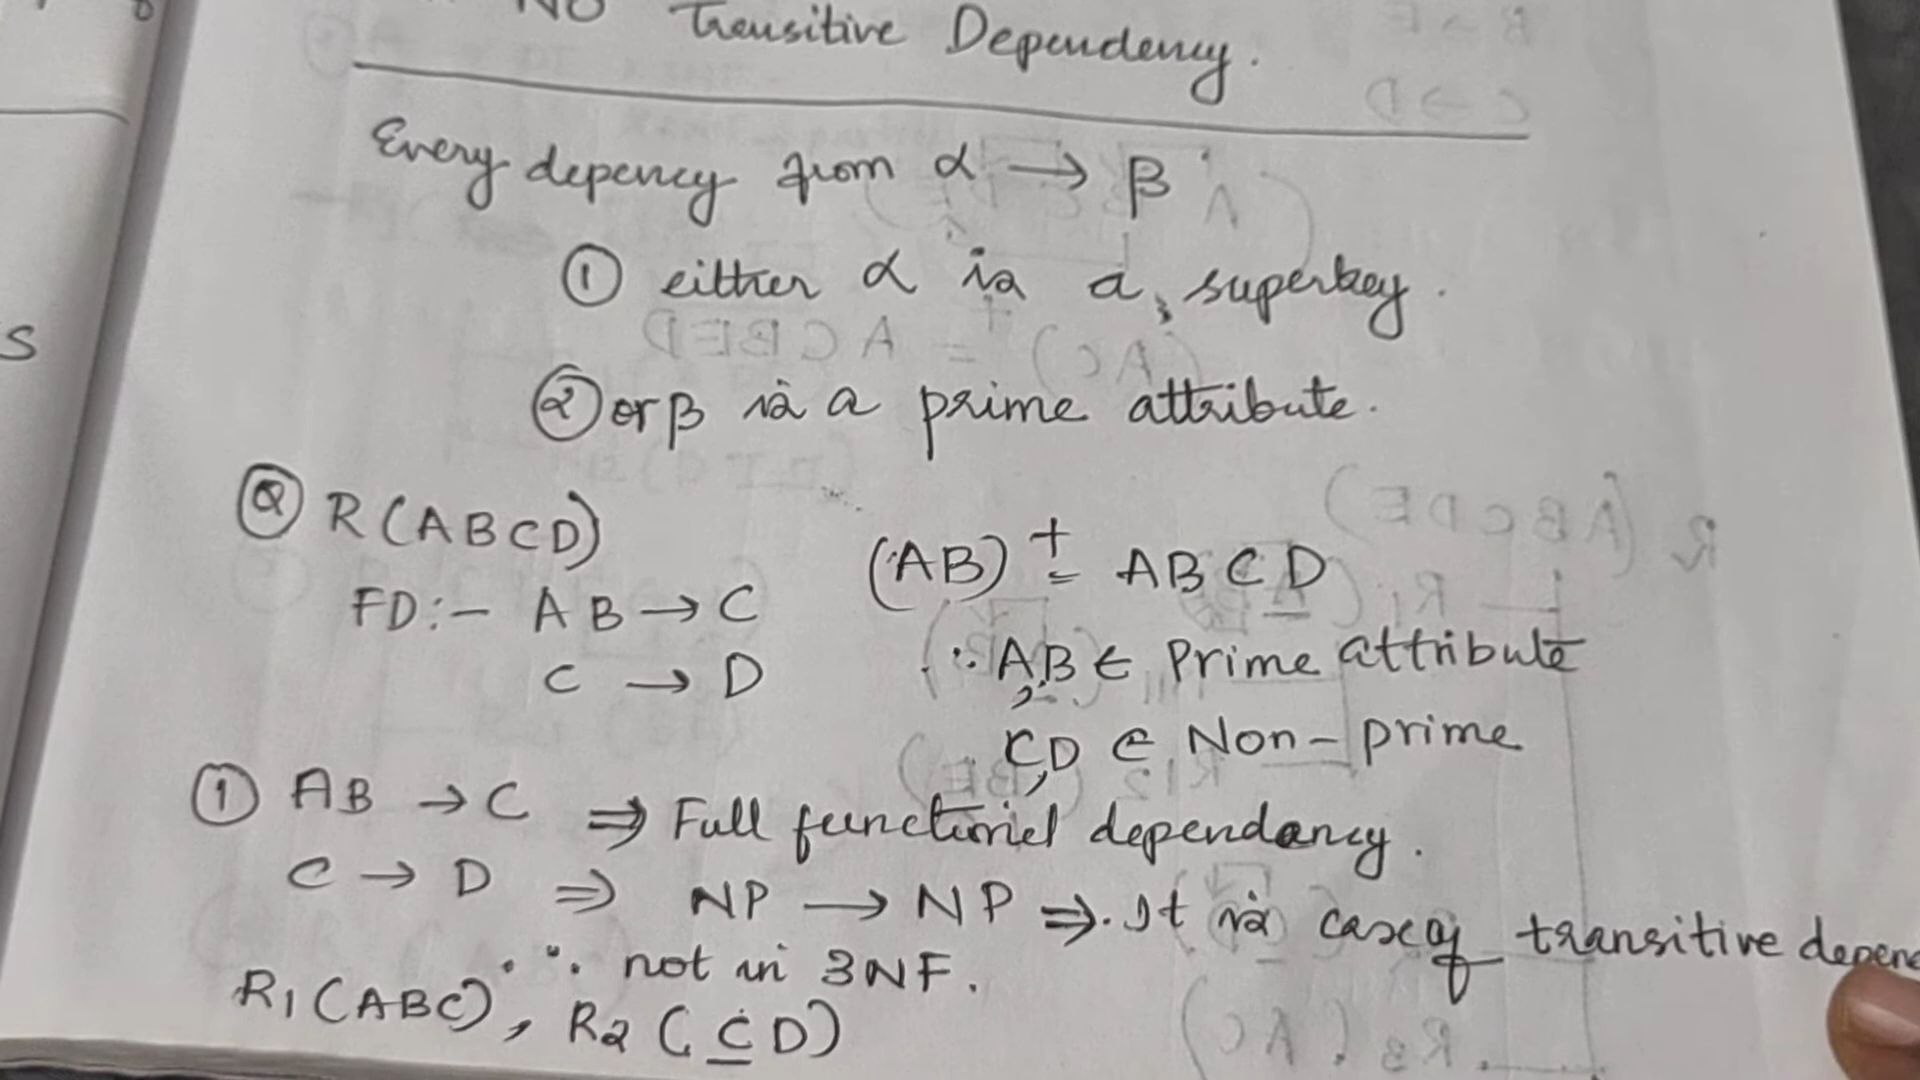 NO Transitive Dependency.
Every depency from α → β
① either α is a superkey.
② or β is a prime attribute.
Ⓠ R(ABCD)
FD:- AB → C
C → D
(AB)⁺ = ABCD
∴ A,B ∈ Prime attribute
C,D ∈ Non-prime
① AB → C ⇒ Full functional dependancy.
C → D ⇒ NP → NP ⇒ It is case of transitive depend
∴ not in 3NF.
R1(ABC), R2(CD)
S